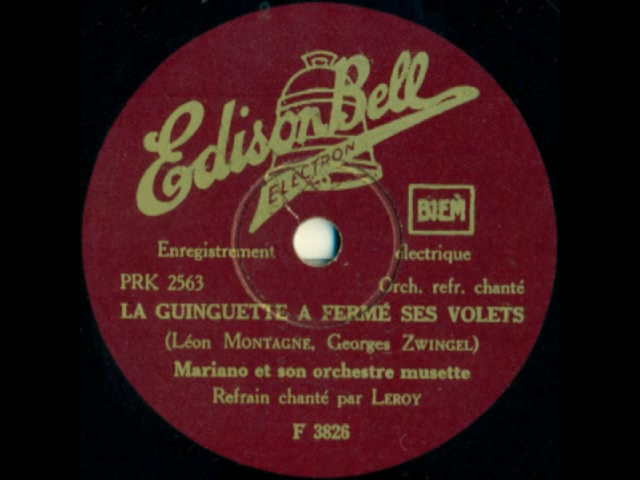 Edison Bell
ELECTRON
BIEM
Enregistrement électrique
PRK 2563 Orch. refr. chanté
LA GUINGUETTE A FERMÉ SES VOLETS
(Léon MONTAGNE, Georges ZWINGEL)
Mariano et son orchestre musette
Refrain chanté par LEROY
F 3826